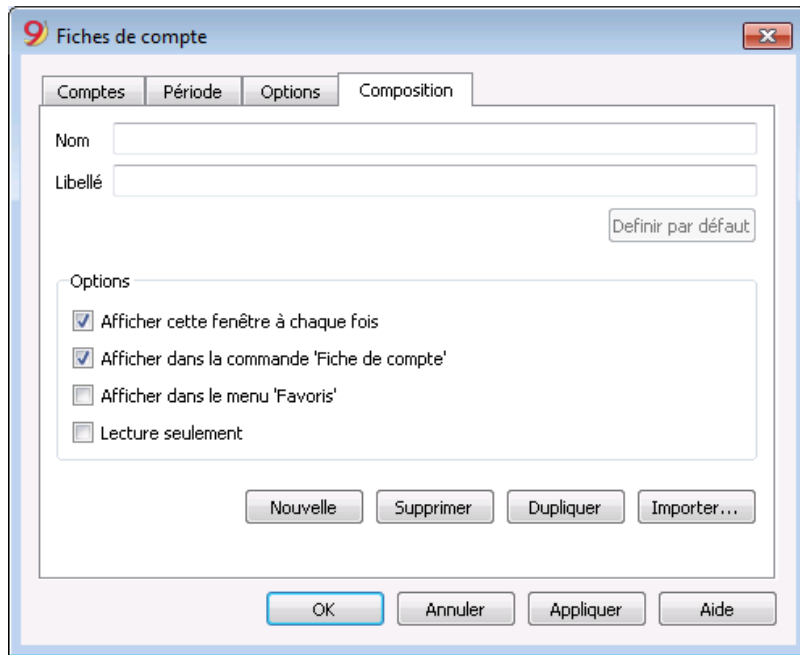 9 Fiches de compte
Comptes Période Options Composition
Nom
Libellé
Definir par défaut
Options
Afficher cette fenêtre à chaque fois
Afficher dans la commande 'Fiche de compte'
Afficher dans le menu 'Favoris'
Lecture seulement
Nouvelle Supprimer Dupliquer Importer...
OK Annuler Appliquer Aide